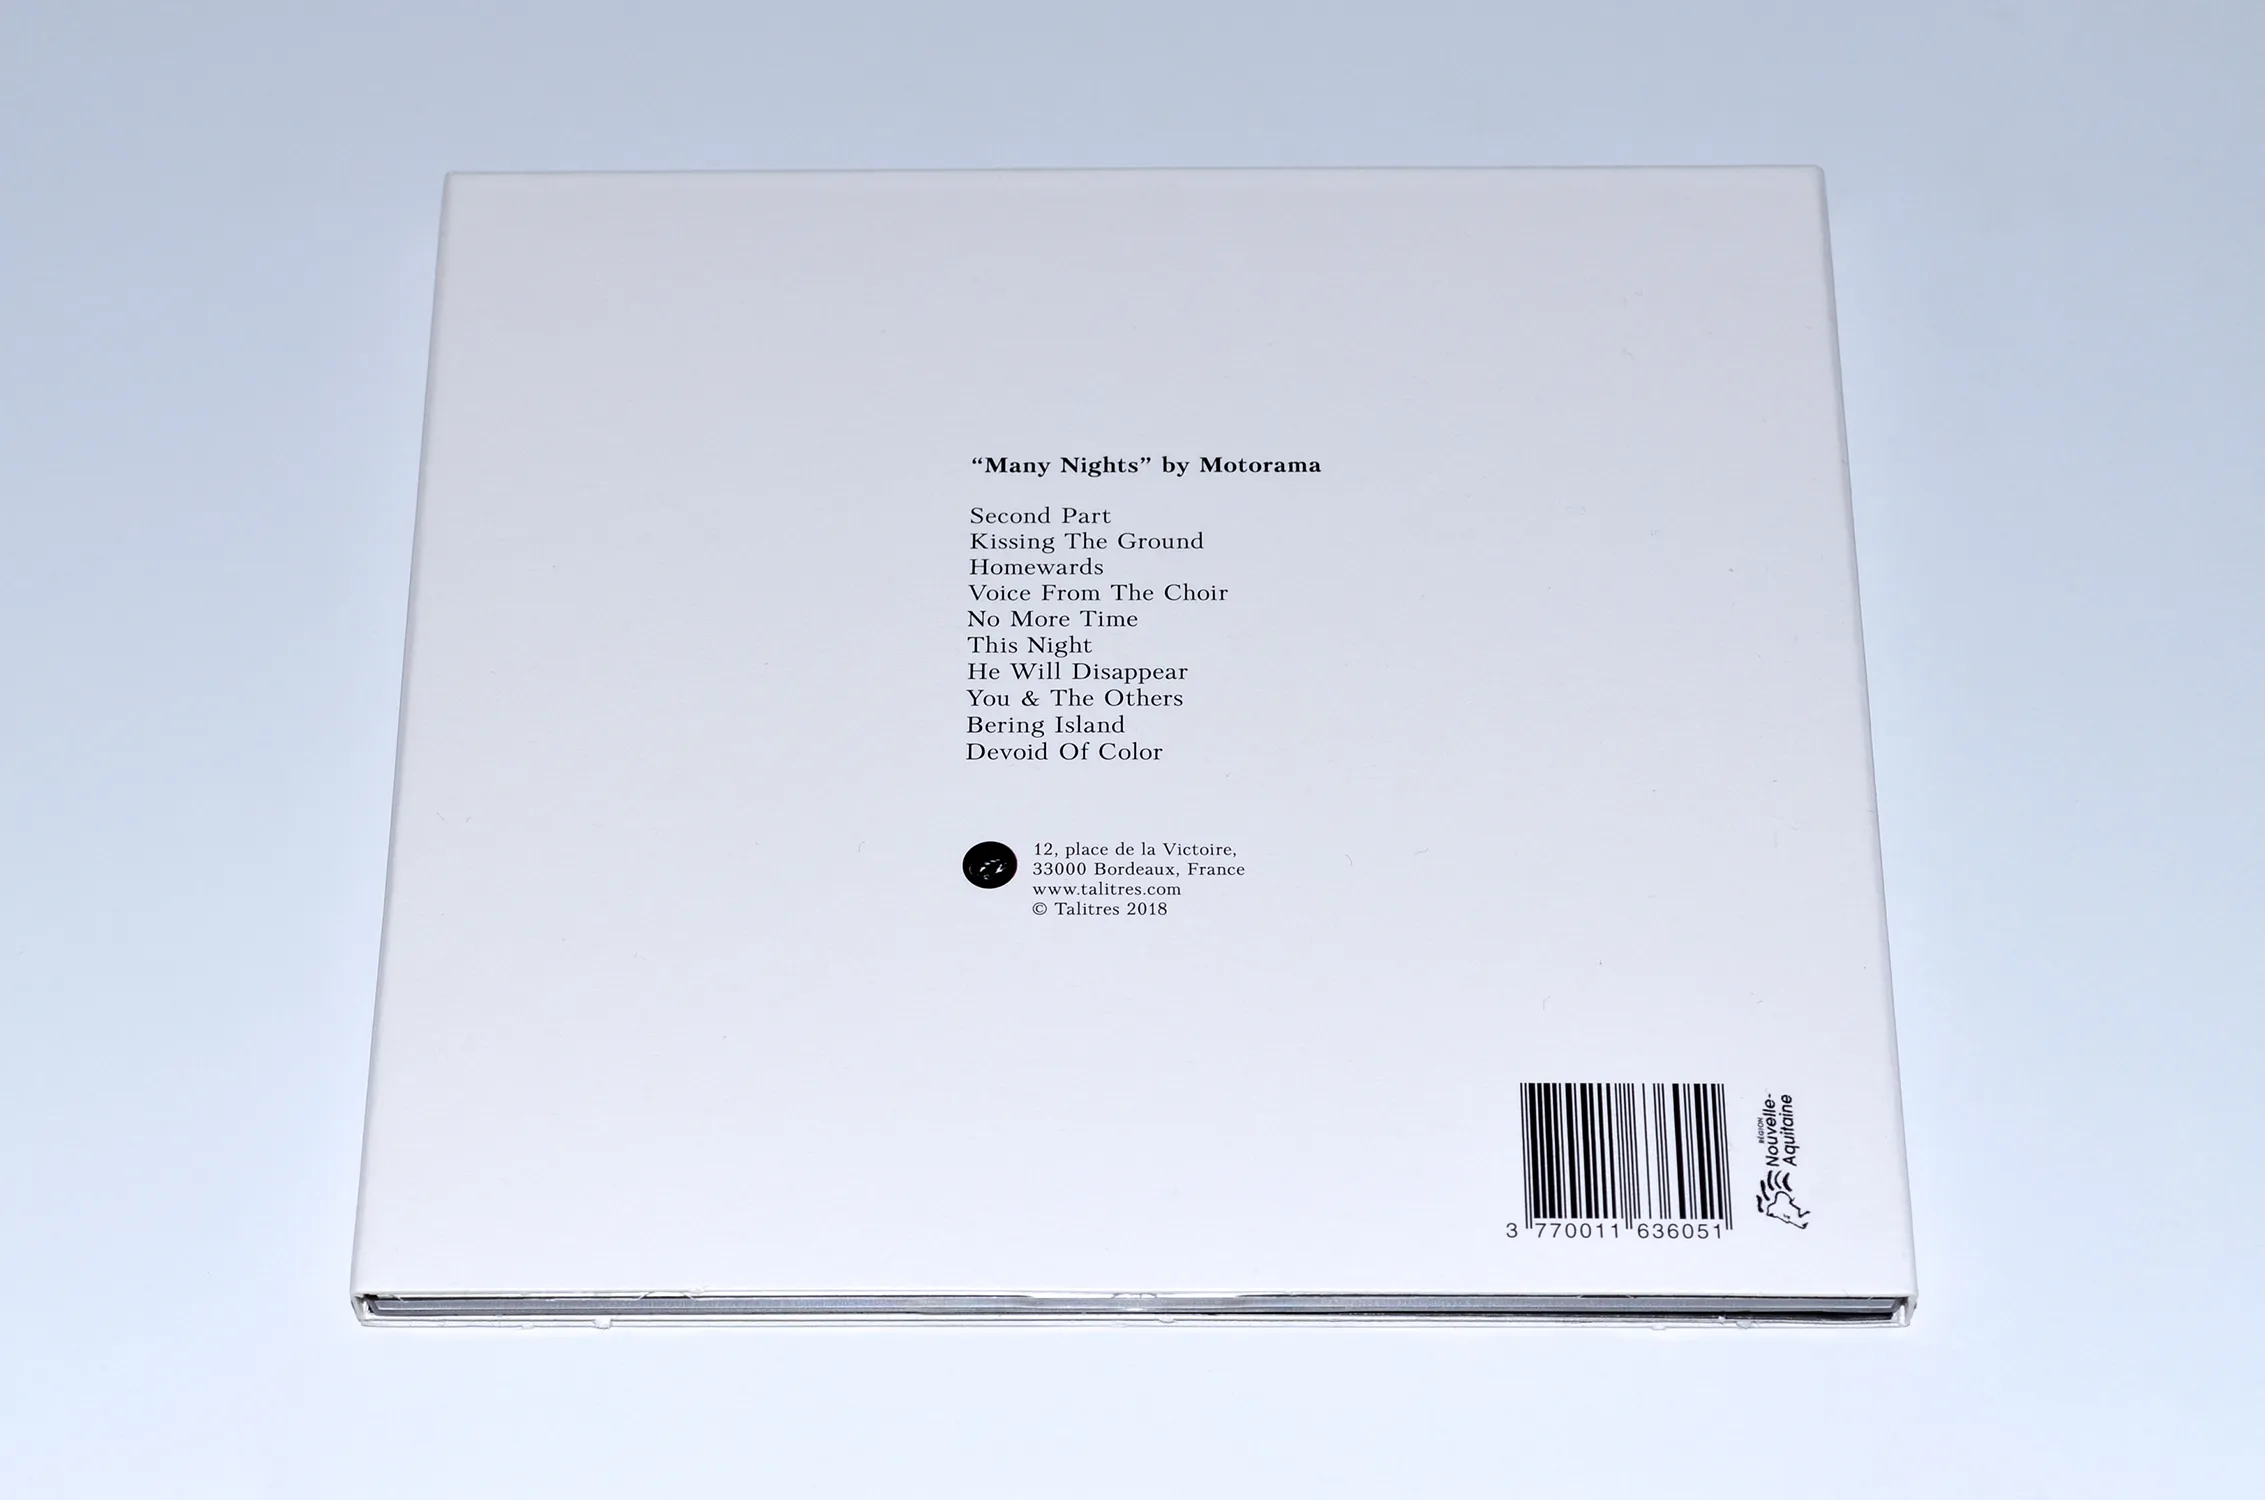 “Many Nights” by Motorama
Second Part
Kissing The Ground
Homewards
Voice From The Choir
No More Time
This Night
He Will Disappear
You & The Others
Bering Island
Devoid Of Color
12, place de la Victoire,
33000 Bordeaux, France
www.talitres.com
© Talitres 2018
3 770011 636051
RÉGION
Nouvelle-
Aquitaine